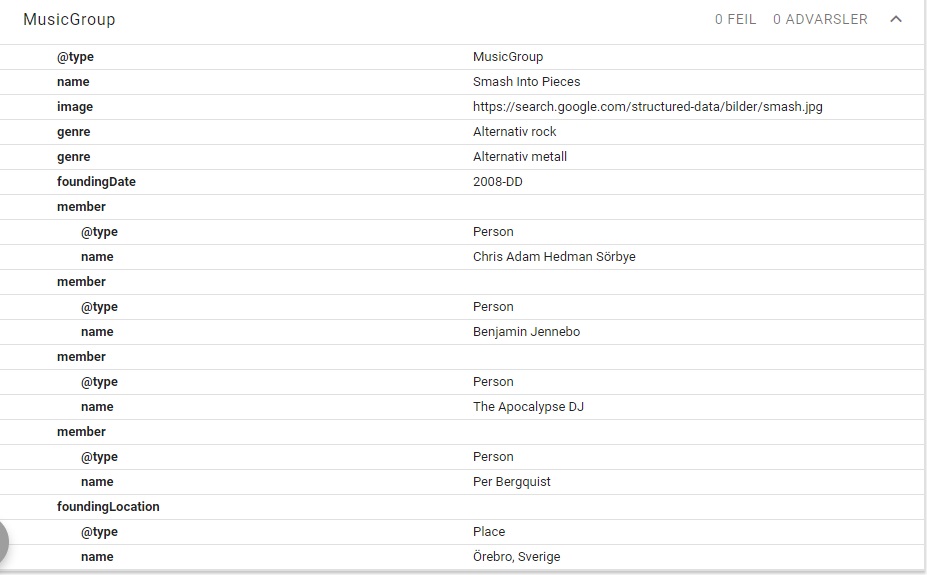 MusicGroup 0 FEIL 0 ADVARSLER
@type MusicGroup
name Smash Into Pieces
image https://search.google.com/structured-data/bilder/smash.jpg
genre Alternativ rock
genre Alternativ metall
foundingDate 2008-DD
member
@type Person
name Chris Adam Hedman Sörbye
member
@type Person
name Benjamin Jennebo
member
@type Person
name The Apocalypse DJ
member
@type Person
name Per Bergquist
foundingLocation
@type Place
name Örebro, Sverige